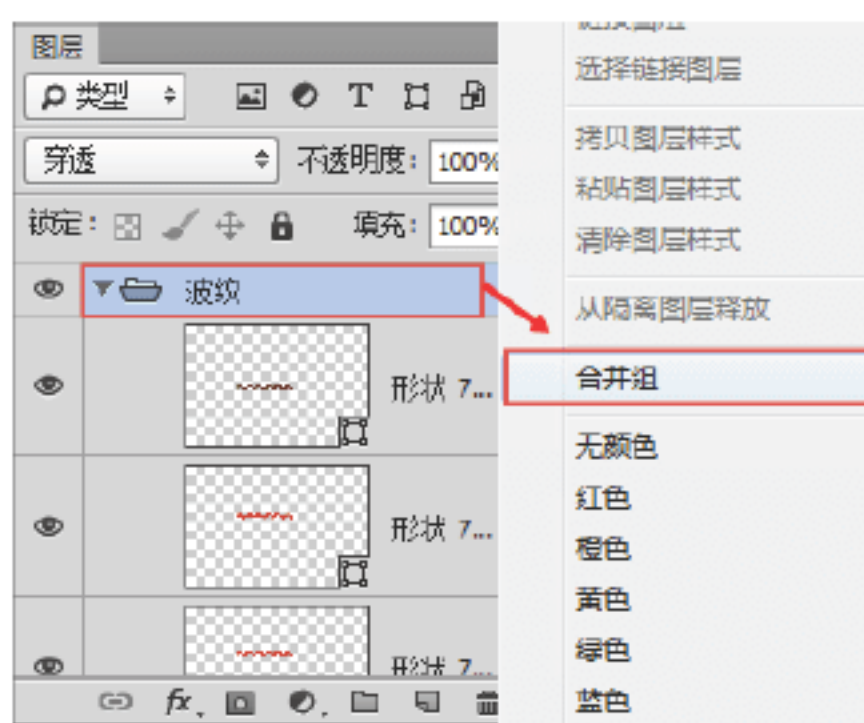 图层
类型
T
穿透
不透明度：100%
锁定：
填充：100%
波纹
形状 7...
形状 7...
形状 7...
fx.
选择链接图层
拷贝图层样式
粘贴图层样式
清除图层样式
从隔离图层释放
合并组
无颜色
红色
橙色
黄色
绿色
蓝色